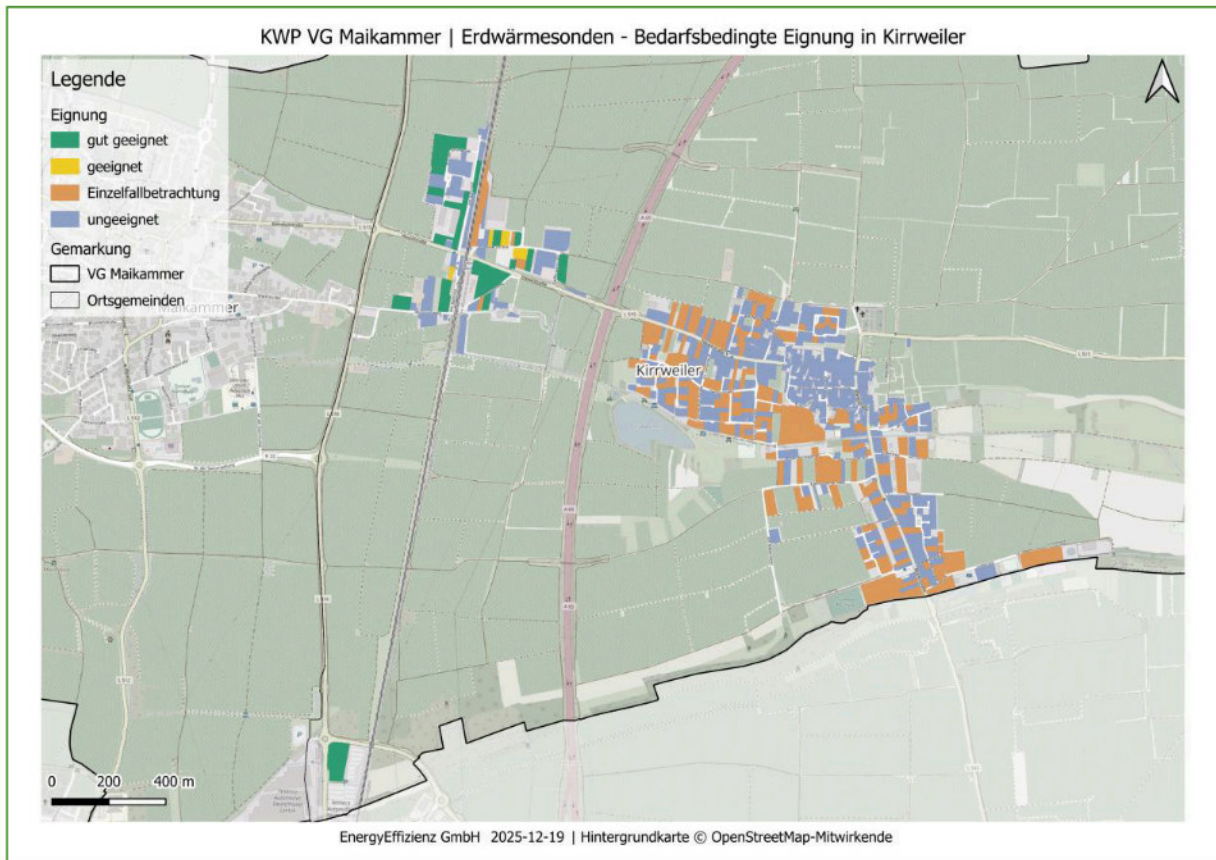 KWP VG Maikammer | Erdwärmesonden - Bedarfsbedingte Eignung in Kirrweiler
Legende
Eignung
gut geeignet
geeignet
Einzelfallbetrachtung
ungeeignet
Gemarkung
VG Maikammer
Ortsgemeinden
Maikammer
Kirrweiler
0 200 400 m
EnergyEffizienz GmbH 2025-12-19 | Hintergrundkarte © OpenStreetMap-Mitwirkende